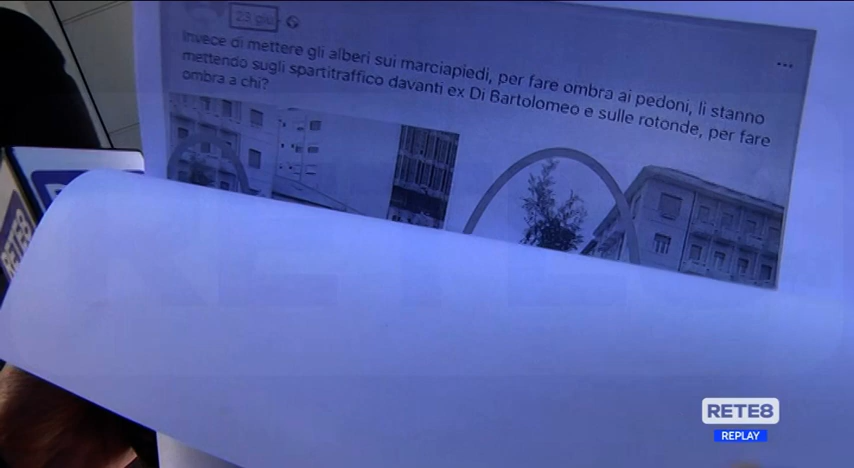 23 giu
Invece di mettere gli alberi sui marciapiedi, per fare ombra ai pedoni, li stanno
mettendo sugli spartitraffico davanti ex Di Bartolomeo e sulle rotonde, per fare
ombra a chi?
RETE8
RETE8
REPLAY